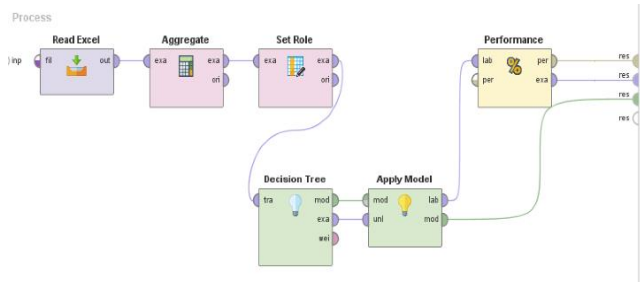 Process
Read Excel
Aggregate
Set Role
Performance
inp
fil
out
exa
exa
exa
exa
lab
per
res
ori
ori
per
exa
res
res
res
Decision Tree
Apply Model
tra
mod
mod
lab
exa
unl
mod
wei